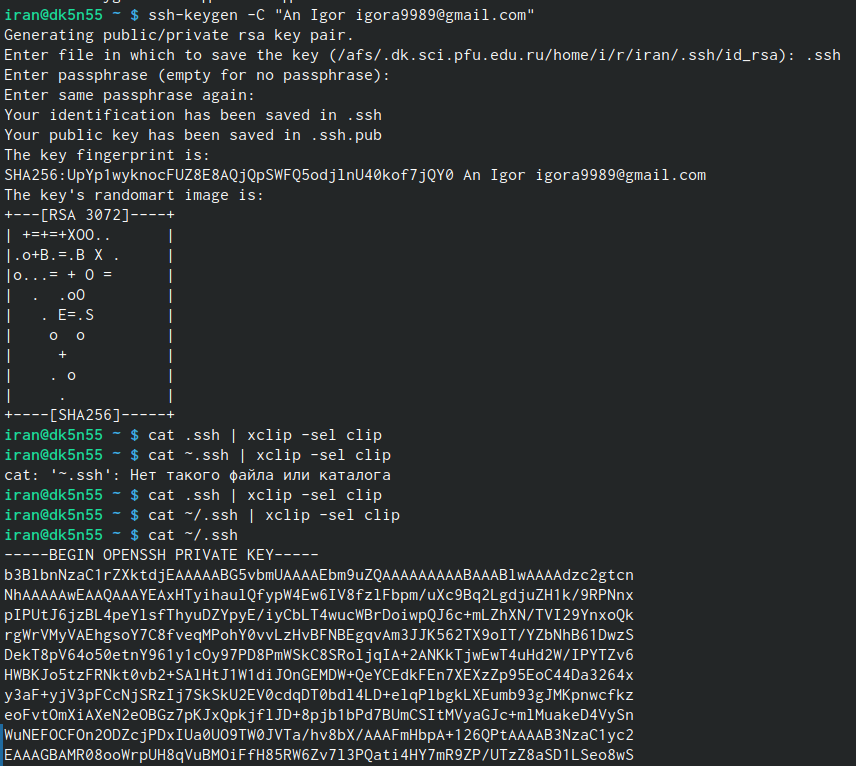 iran@dk5n55 ~ $ ssh-keygen -C "An Igor igora9989@gmail.com"
Generating public/private rsa key pair.
Enter file in which to save the key (/afs/.dk.sci.pfu.edu.ru/home/i/r/iran/.ssh/id_rsa): .ssh
Enter passphrase (empty for no passphrase):
Enter same passphrase again:
Your identification has been saved in .ssh
Your public key has been saved in .ssh.pub
The key fingerprint is:
SHA256:UpYp1wyknocFUZ8E8AQjQpSWFQ5odjlnU40kof7jQY0 An Igor igora9989@gmail.com
The key's randomart image is:
+---[RSA 3072]----+
| +=+=+XOO..      |
|.o+B.=.B X .     |
|o...= + O =      |
|   .  .oO        |
|    . E=.S       |
|     o  o        |
|      +          |
|     . o         |
|      .          |
+----[SHA256]-----+
iran@dk5n55 ~ $ cat .ssh | xclip -sel clip
iran@dk5n55 ~ $ cat ~.ssh | xclip -sel clip
cat: '~.ssh': Нет такого файла или каталога
iran@dk5n55 ~ $ cat .ssh | xclip -sel clip
iran@dk5n55 ~ $ cat ~/.ssh | xclip -sel clip
iran@dk5n55 ~ $ cat ~/.ssh
-----BEGIN OPENSSH PRIVATE KEY-----
b3BlbnNzaC1rZXktdjEAAAAABG5vbmUAAAAEbm9uZQAAAAAAAAABAAABlwAAAAdzc2gtcn
NhAAAAAwEAAQAAAYEAxHTyihaulQfypW4Ew6IV8fzlFbpm/uXc9Bq2LgdjuZH1k/9RPNnx
pIPUtJ6jzBL4peYlsfThyuDZYpyE/iyCbLT4wucWBrDoiwpQJ6c+mLZhXN/TVI29YnxoQk
rgWrVMyVAEhgsoY7C8fveqMPohY0vvLzHvBFNBEgqvAm3JJK562TX9oIT/YZbNhB61DwzS
DekT8pV64o50etnY961y1cOy97PD8PmWSkC8SRoljqIA+2ANKkTjwEwT4uHd2W/IPYTZv6
HWBKJo5tzFRNkt0vb2+SAlHtJ1W1diJOnGEMDW+QeYCEdkFEn7XEXzZp95EoC44Da3264x
y3aF+yjV3pFCcNjSRzIj7SkSkU2EV0cdqDT0bdl4LD+elqPlbgkLXEumb93gJMKpnwcfkz
eoFvtOmXiAXeN2eOBGz7pKJxQpkjflJD+8pjb1bPd7BUmCSItMVyaGJc+mlMuakeD4VySn
WuNEFOCFOn2ODZcjPDxIUa0UO9TW0JVTa/hv8bX/AAAFmHbpA+126QPtAAAAB3NzaC1yc2
EAAAGBAMR08ooWrpUH8qVuBMOiFfH85RW6Zv7l3PQati4HY7mR9ZP/UTzZ8aSD1LSeo8wS